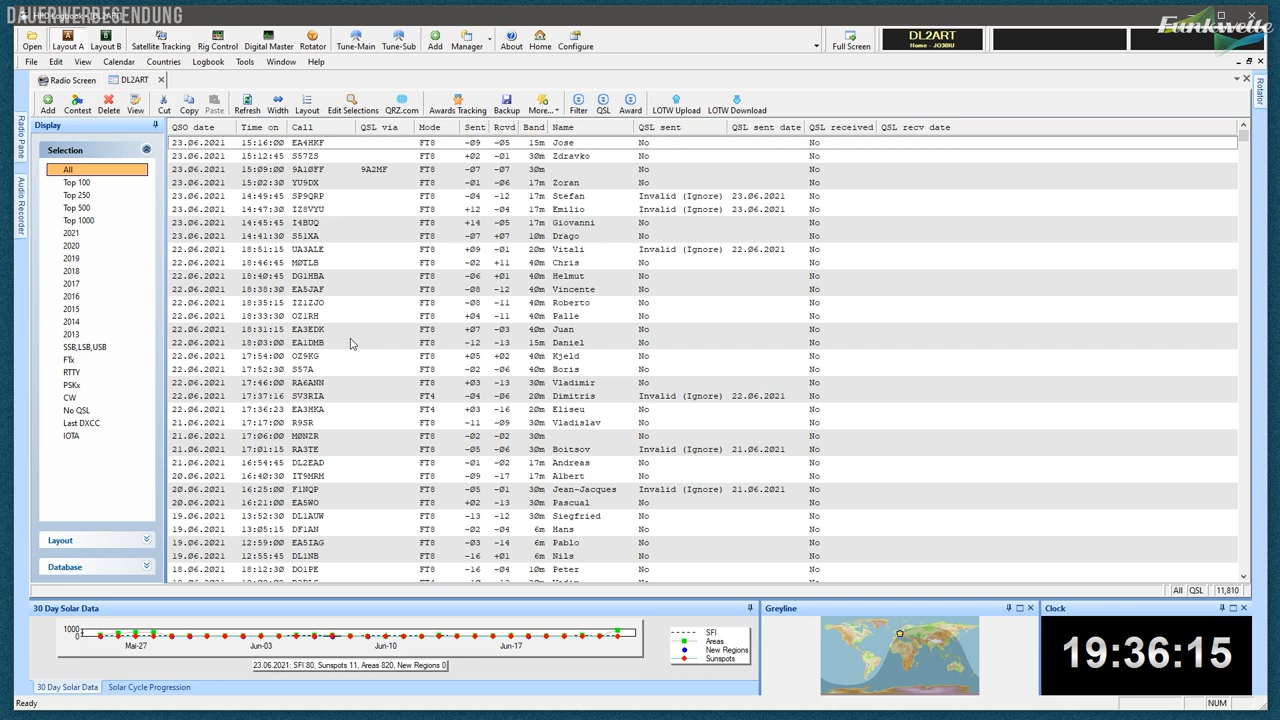 DAUERWERBESENDUNG
Funkwelle
Open Layout A Layout B Satellite Tracking Rig Control Digital Master Rotator Tune-Main Tune-Sub Add Manager About Home Configure Full Screen DL2ART
Home - JO30IU
File Edit View Calendar Countries Logbook Tools Window Help
Radio Screen DL2ART
Add Contest Delete View Cut Copy Paste Refresh Width Layout Edit Selections QRZ.com Awards Tracking Backup More... Filter QSL Award LOTW Upload LOTW Download
Radio Pane
Audio Recorder
Rotator
Display
Selection
All
Top 100
Top 250
Top 500
Top 1000
2021
2020
2019
2018
2017
2016
2015
2014
2013
SSB,LSB,USB
FTx
RTTY
PSKx
CW
No QSL
Last DXCC
IOTA
Layout
Database
QSO date Time on Call QSL via Mode Sent Rcvd Band Name QSL sent QSL sent date QSL received QSL recv date
23.06.2021 15:16:00 EA4HKF FT8 -09 -05 15m Jose No No
23.06.2021 15:12:45 S57ZS FT8 +02 -01 30m Zdravko No No
23.06.2021 15:09:00 9A10FF 9A2MF FT8 -07 -07 30m No No
23.06.2021 15:02:30 YU9DX FT8 -01 -06 17m Zoran No No
23.06.2021 14:49:45 SP9QRP FT8 -04 -12 17m Stefan Invalid (Ignore) 23.06.2021 No
23.06.2021 14:47:30 IZ8VYU FT8 +12 -04 17m Emilio Invalid (Ignore) 23.06.2021 No
23.06.2021 14:45:45 I4BUQ FT8 +14 -05 17m Giovanni No No
23.06.2021 14:41:30 S51XA FT8 -07 +07 10m Drago No No
22.06.2021 18:51:15 UA3ALE FT8 +09 -01 20m Vitali Invalid (Ignore) 22.06.2021 No
22.06.2021 18:46:45 M0TLB FT8 -02 +11 40m Chris No No
22.06.2021 18:40:45 DG1HBA FT8 -06 +01 40m Helmut No No
22.06.2021 18:38:30 EA5JAF FT8 -08 -12 40m Vincente No No
22.06.2021 18:35:15 IZ1ZJO FT8 -08 -11 40m Roberto No No
22.06.2021 18:33:30 OZ1RH FT8 +04 -11 40m Palle No No
22.06.2021 18:31:15 EA3EDK FT8 +07 -03 40m Juan No No
22.06.2021 18:03:00 EA1DMB FT8 -12 -13 15m Daniel No No
22.06.2021 17:54:00 OZ9KG FT8 +05 +02 40m Kjeld No No
22.06.2021 17:52:30 S57A FT8 -02 -06 40m Boris No No
22.06.2021 17:46:00 RA6ANN FT8 +03 -13 30m Vladimir No No
22.06.2021 17:37:16 SV3RIA FT4 -04 -06 20m Dimitris Invalid (Ignore) 22.06.2021 No
22.06.2021 17:36:23 EA3HKA FT4 +03 -16 20m Eliseu No No
22.06.2021 17:17:00 R9SR FT8 -11 -09 30m Vladislav No No
21.06.2021 17:06:00 M0NZR FT8 -02 -02 30m No No
21.06.2021 17:01:15 RA3TE FT8 -05 -06 30m Boitsov Invalid (Ignore) 21.06.2021 No
21.06.2021 16:54:45 DL2EAD FT8 -01 -02 17m Andreas No No
20.06.2021 16:40:30 IT9MRM FT8 -09 -17 17m Albert No No
20.06.2021 16:25:00 F1NQP FT8 -05 -01 30m Jean-Jacques Invalid (Ignore) 21.06.2021 No
20.06.2021 16:21:00 EA5WO FT8 +02 -13 30m Pascual No No
19.06.2021 13:52:30 DL1AUW FT8 -13 -12 30m Siegfried No No
19.06.2021 13:05:15 DF1AN FT8 -02 -04 6m Hans No No
19.06.2021 12:59:00 EA5IAG FT8 -03 -14 6m Pablo No No
19.06.2021 12:55:45 DL1NB FT8 -16 +01 6m Nils No No
18.06.2021 18:12:30 DO1PE FT8 -16 -04 10m Peter No No
All QSL 11,810
30 Day Solar Data
1000
0
Mai-27 Jun-03 Jun-10 Jun-17
SFI
Areas
New Regions
Sunspots
23.06.2021: SFI 80, Sunspots 11, Areas 820, New Regions 0
30 Day Solar Data Solar Cycle Progression
Greyline
Clock
19:36:15
Ready NUM